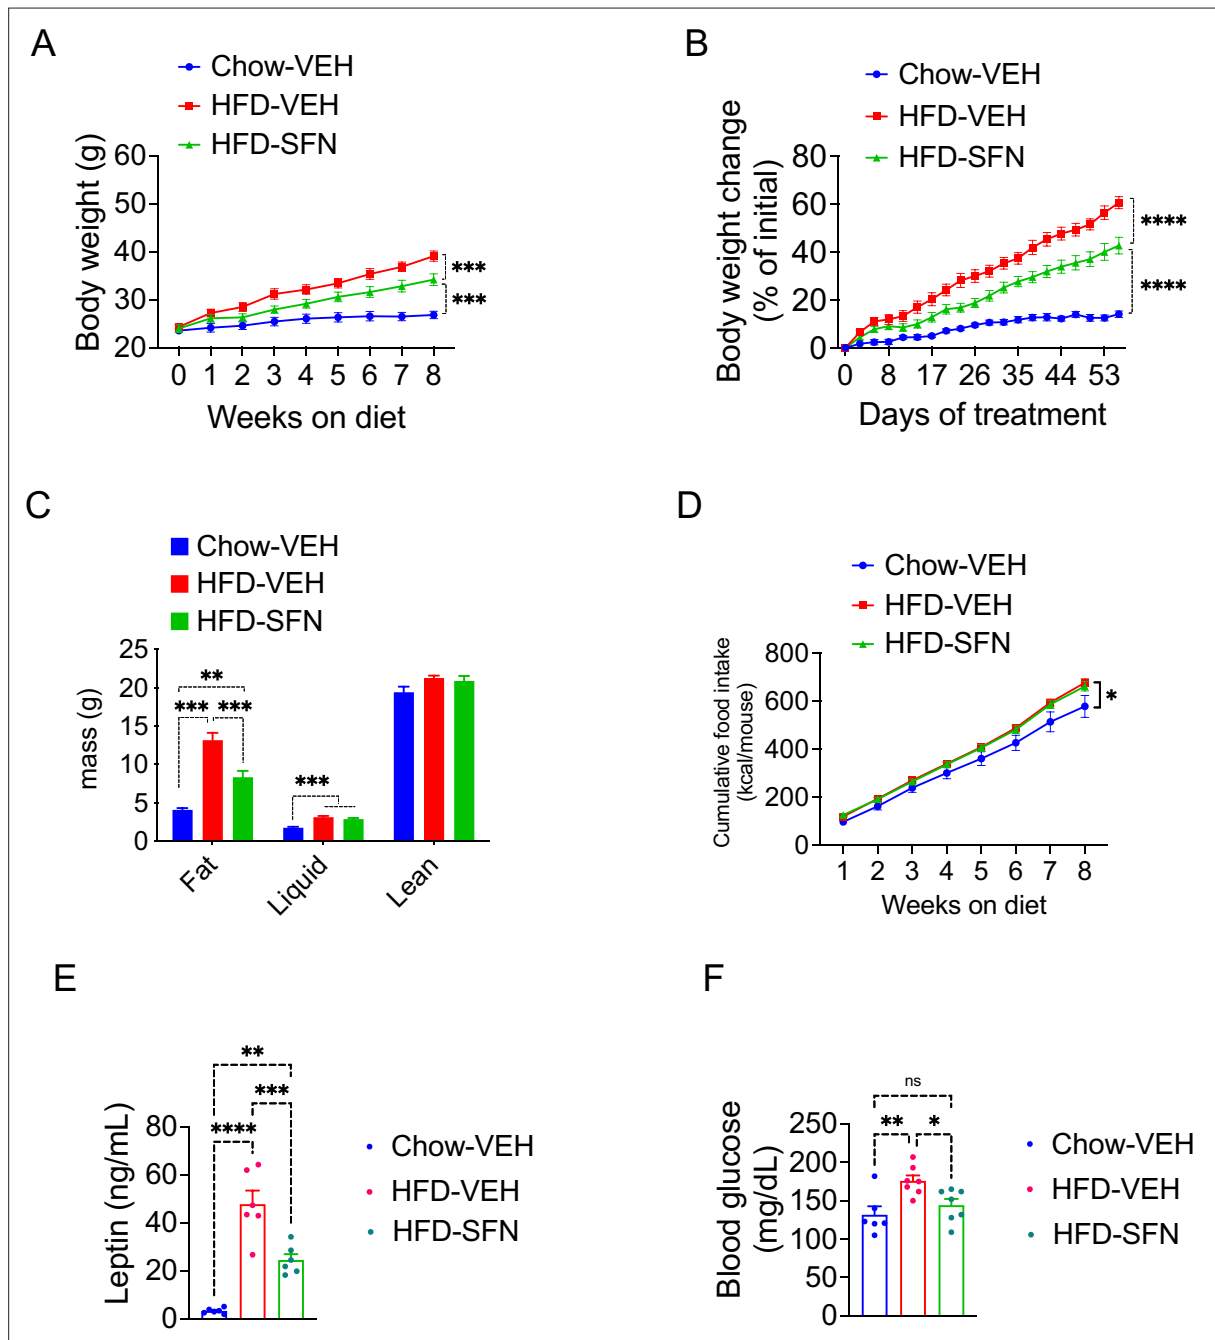 A
Chow-VEH
HFD-VEH
HFD-SFN
Body weight (g)
60
50
40
30
20
***
***
0 1 2 3 4 5 6 7 8
Weeks on diet
B
Chow-VEH
HFD-VEH
HFD-SFN
Body weight change
(% of initial)
80
60
40
20
0
****
****
0 8 17 26 35 44 53
Days of treatment
C
Chow-VEH
HFD-VEH
HFD-SFN
mass (g)
25
20
15
10
5
0
**
*** ***
***
Fat Liquid Lean
D
Chow-VEH
HFD-VEH
HFD-SFN
Cumulative food intake
(kcal/mouse)
800
600
400
200
0
*
1 2 3 4 5 6 7 8
Weeks on diet
E
Leptin (ng/mL)
80
60
40
20
0
**
***
****
Chow-VEH
HFD-VEH
HFD-SFN
F
Blood glucose
(mg/dL)
250
200
150
100
50
0
ns
** *
Chow-VEH
HFD-VEH
HFD-SFN